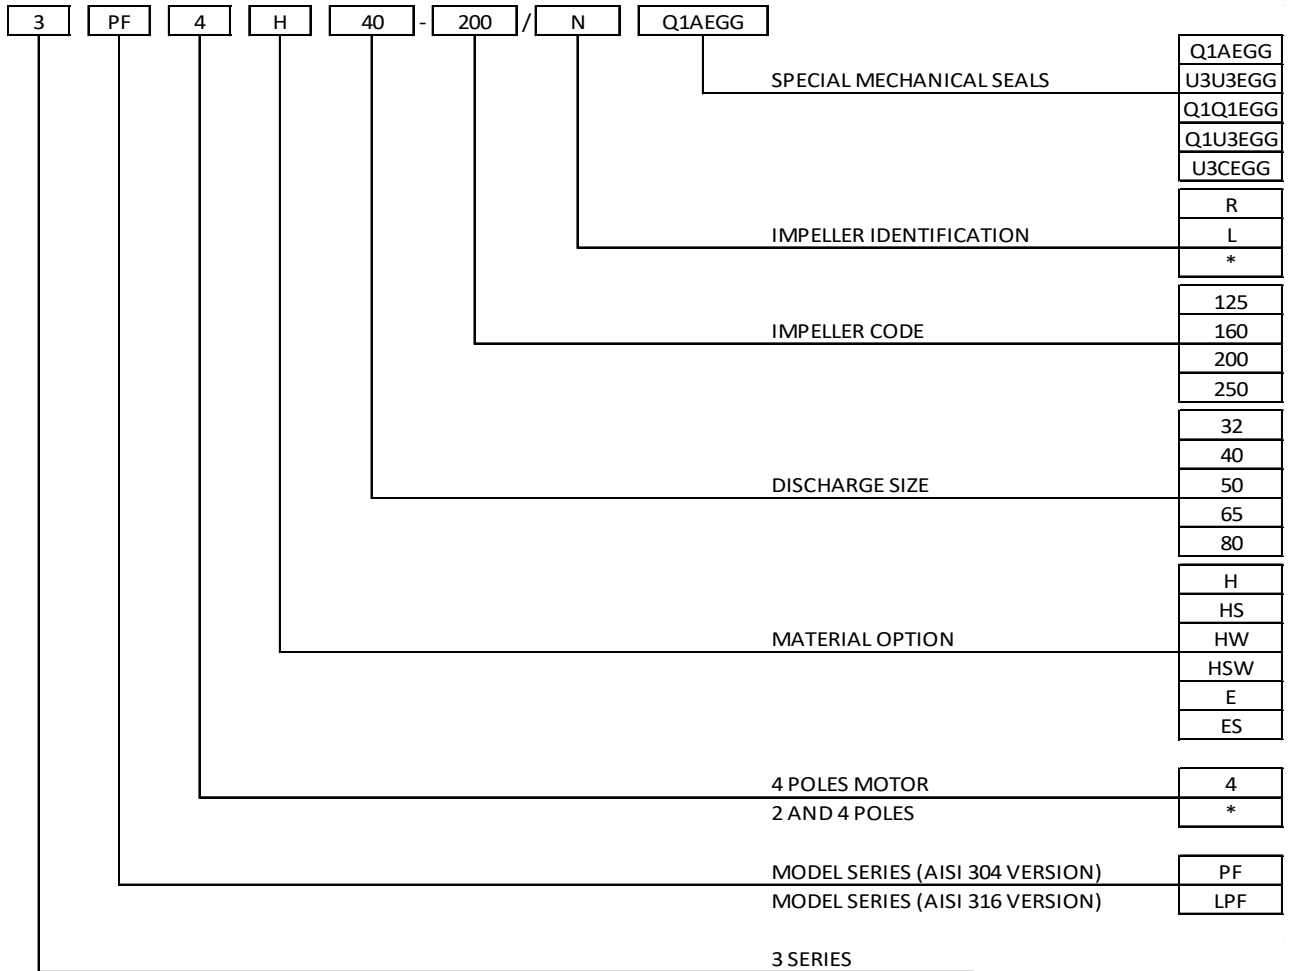 3 PF 4 H 40 - 200 / N Q1AEGG
Q1AEGG
SPECIAL MECHANICAL SEALS U3U3EGG
Q1Q1EGG
Q1U3EGG
U3CEGG
R
IMPELLER IDENTIFICATION L
*
125
IMPELLER CODE 160
200
250
32
40
DISCHARGE SIZE 50
65
80
H
HS
MATERIAL OPTION HW
HSW
E
ES
4 POLES MOTOR 4
2 AND 4 POLES *
MODEL SERIES (AISI 304 VERSION) PF
MODEL SERIES (AISI 316 VERSION) LPF
3 SERIES